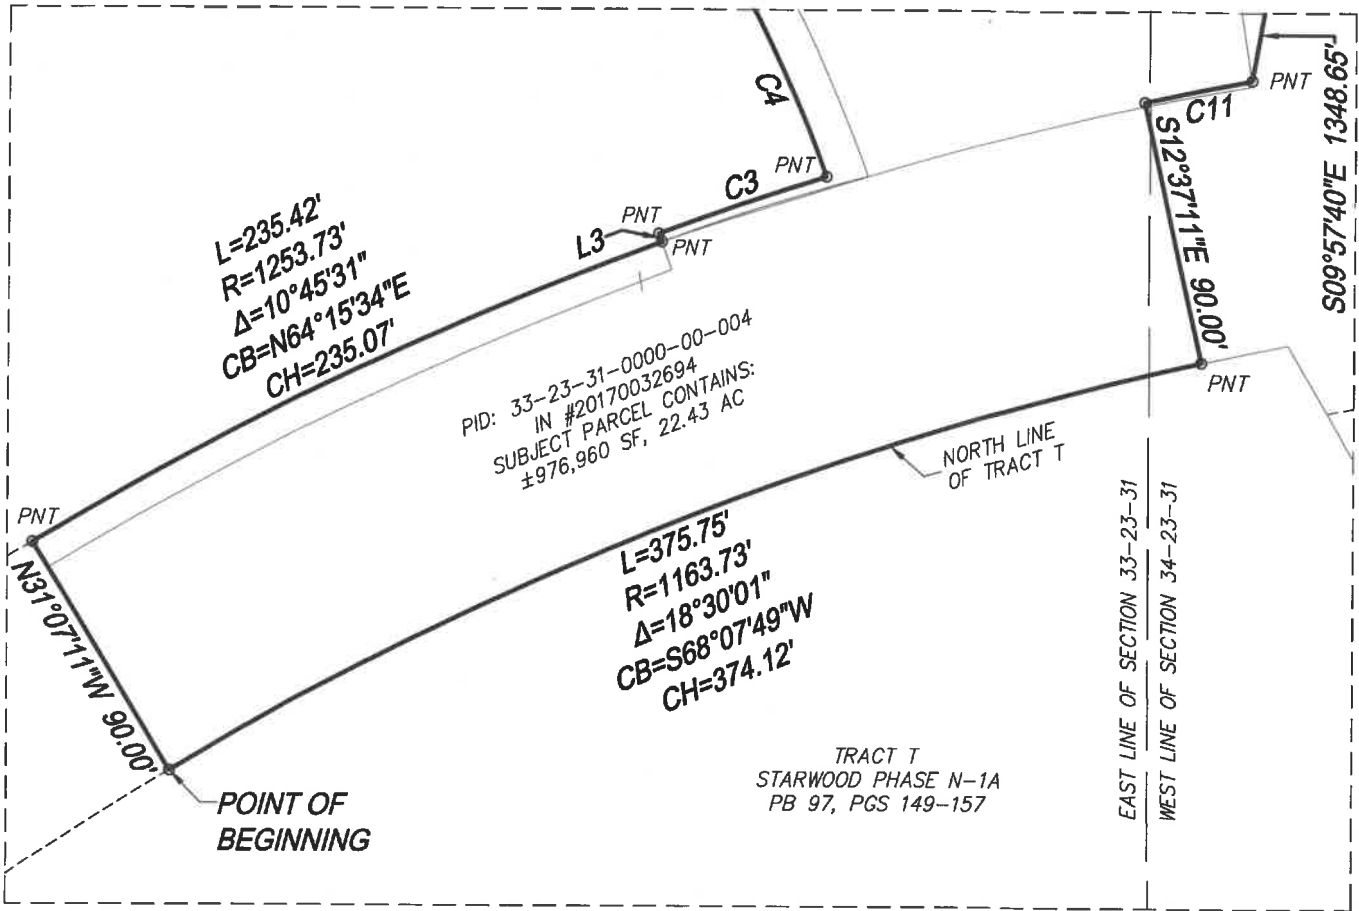 C4
PNT
C3
PNT
L3
PNT
PNT
C11
S12°37'11"E 90.00'
S09°57'40"E 1348.65'
L=235.42'
R=1253.73'
Δ=10°45'31"
CB=N64°15'34"E
CH=235.07'
PID: 33-23-31-0000-00-004
IN #20170032694
SUBJECT PARCEL CONTAINS:
±976,960 SF, 22.43 AC
PNT
NORTH LINE
OF TRACT T
PNT
N31°07'11"W 90.00'
L=375.75'
R=1163.73'
Δ=18°30'01"
CB=S68°07'49"W
CH=374.12'
EAST LINE OF SECTION 33-23-31
WEST LINE OF SECTION 34-23-31
TRACT T
STARWOOD PHASE N-1A
PB 97, PGS 149-157
POINT OF
BEGINNING